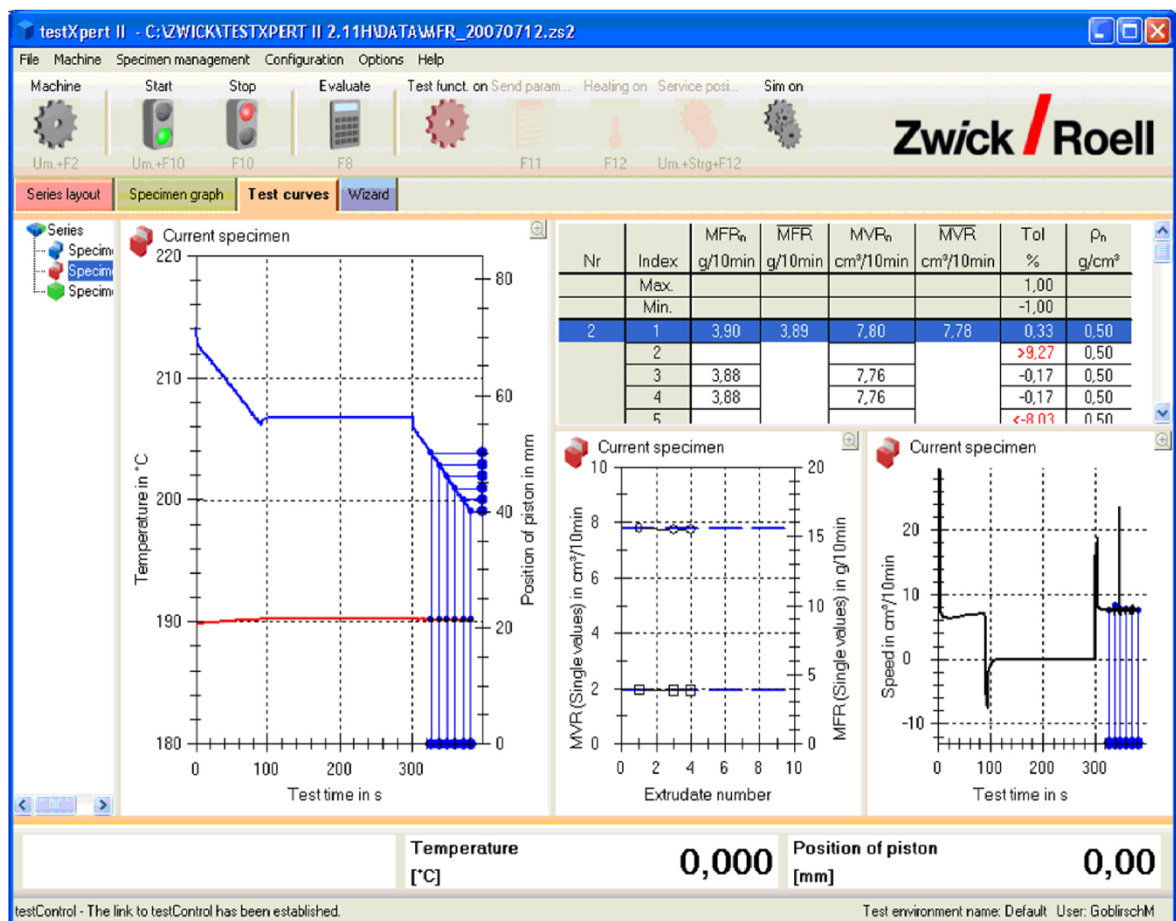 testXpert II - C:\ZWICK\TESTXPERT II 2.11H\DATA\MFR_20070712.zs2
File Machine Specimen management Configuration Options Help
Machine Start Stop Evaluate Test funct. on Send param... Heating on Service posi... Sim on
Um.+F2 Um.+F10 F10 F8 F11 F12 Um.+Strg+F12
Zwick / Roell
Series layout Specimen graph Test curves Wizard
Series
Specim
Specim
Specim
Current specimen
220
210
200
190
180
Temperature in °C
80
60
40
20
0
Position of piston in mm
0 100 200 300
Test time in s
MFRₙ MFR MVRₙ MVR Tol ρₙ
Nr Index g/10min g/10min cm³/10min cm³/10min % g/cm³
Max. 1,00
Min. -1,00
2 1 3,90 3,89 7,80 7,78 0,33 0,50
2 >9,27 0,50
3 3,88 7,76 -0,17 0,50
4 3,88 7,76 -0,17 0,50
5 <-8,03 0,50
Current specimen
10
8
6
4
2
0
MVR (Single values) in cm³/10min
20
15
10
5
0
MFR (Single values) in g/10min
0 2 4 6 8 10
Extrudate number
Current specimen
20
10
0
-10
Speed in cm³/10min
0 100 200 300
Test time in s
Temperature
[°C]
0,000
Position of piston
[mm]
0,00
testControl - The link to testControl has been established.
Test environment name: Default User: GoblirschM